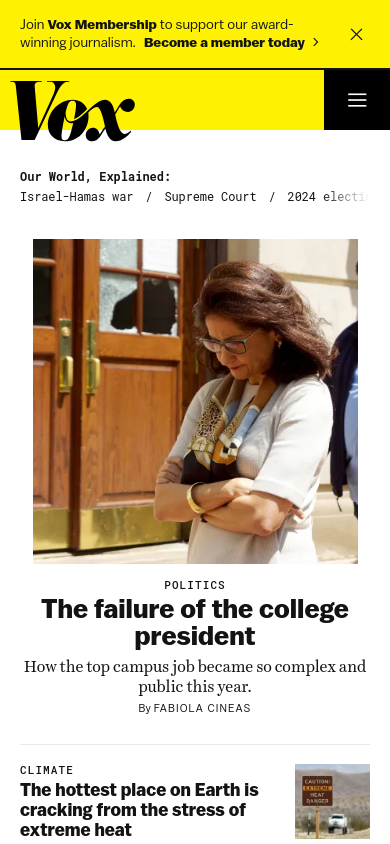 Join Vox Membership to support our award-
winning journalism. Become a member today
Vox
Our World, Explained:
Israel-Hamas war / Supreme Court / 2024 electio
POLITICS
The failure of the college
president
How the top campus job became so complex and
public this year.
By FABIOLA CINEAS
CLIMATE
The hottest place on Earth is
cracking from the stress of
extreme heat
CAUTION!
EXTREME
HEAT
DANGER